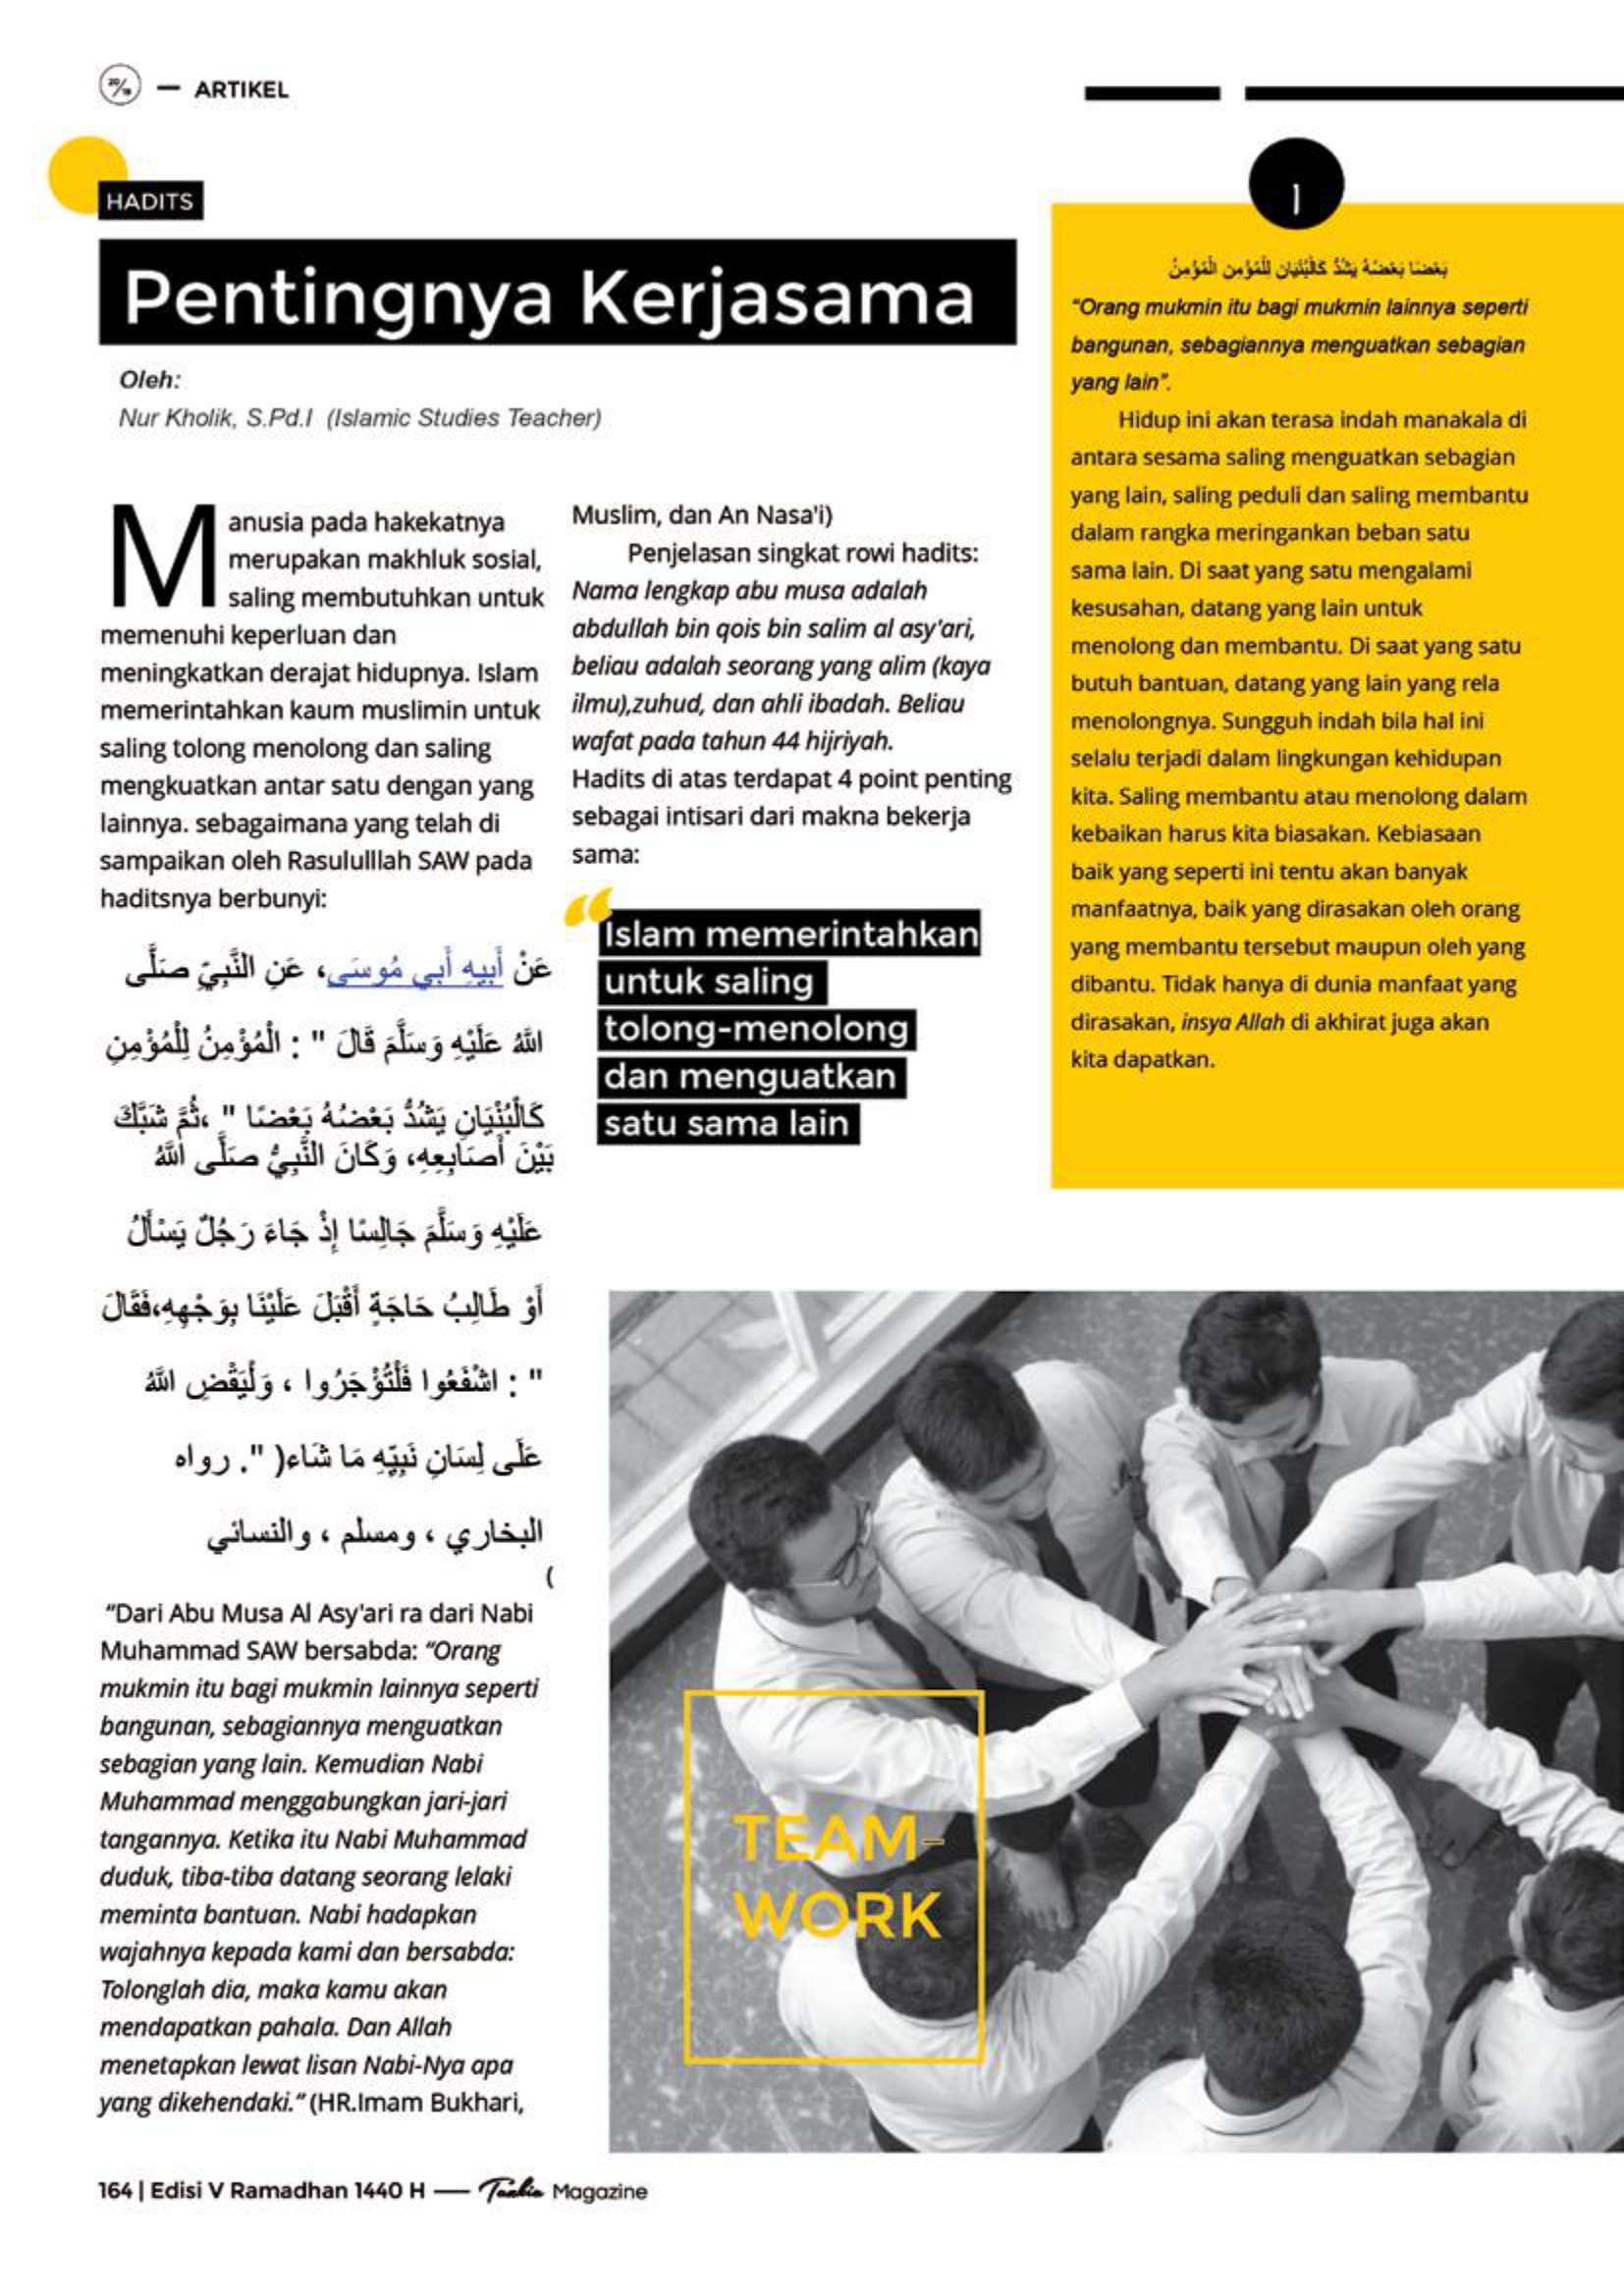 20/19 — ARTIKEL
HADITS
Pentingnya Kerjasama
Oleh:
Nur Kholik, S.Pd.I (Islamic Studies Teacher)
Manusia pada hakekatnya
merupakan makhluk sosial,
saling membutuhkan untuk
memenuhi keperluan dan
meningkatkan derajat hidupnya. Islam
memerintahkan kaum muslimin untuk
saling tolong menolong dan saling
mengkuatkan antar satu dengan yang
lainnya. sebagaimana yang telah di
sampaikan oleh Rasululllah SAW pada
haditsnya berbunyi:
عَنْ أَبِيهِ أَبِي مُوسَى، عَنِ النَّبِيِّ صَلَّى
اللَّهُ عَلَيْهِ وَسَلَّمَ قَالَ " : الْمُؤْمِنُ لِلْمُؤْمِنِ
كَالْبُنْيَانِ يَشُدُّ بَعْضُهُ بَعْضًا " ،ثُمَّ شَبَّكَ
بَيْنَ أَصَابِعِهِ، وَكَانَ النَّبِيُّ صَلَّى اللَّهُ
عَلَيْهِ وَسَلَّمَ جَالِسًا إِذْ جَاءَ رَجُلٌ يَسْأَلُ
أَوْ طَالِبُ حَاجَةٍ أَقْبَلَ عَلَيْنَا بِوَجْهِهِ،فَقَالَ
" : اشْفَعُوا فَلْتُؤْجَرُوا ، وَلْيَقْضِ اللَّهُ
عَلَى لِسَانِ نَبِيِّهِ مَا شَاء( ". رواه
البخاري ، ومسلم ، والنسائي
)
“Dari Abu Musa Al Asy'ari ra dari Nabi
Muhammad SAW bersabda: “Orang
mukmin itu bagi mukmin lainnya seperti
bangunan, sebagiannya menguatkan
sebagian yang lain. Kemudian Nabi
Muhammad menggabungkan jari-jari
tangannya. Ketika itu Nabi Muhammad
duduk, tiba-tiba datang seorang lelaki
meminta bantuan. Nabi hadapkan
wajahnya kepada kami dan bersabda:
Tolonglah dia, maka kamu akan
mendapatkan pahala. Dan Allah
menetapkan lewat lisan Nabi-Nya apa
yang dikehendaki.” (HR.Imam Bukhari,
Muslim, dan An Nasa'i)
Penjelasan singkat rowi hadits:
Nama lengkap abu musa adalah
abdullah bin qois bin salim al asy'ari,
beliau adalah seorang yang alim (kaya
ilmu),zuhud, dan ahli ibadah. Beliau
wafat pada tahun 44 hijriyah.
Hadits di atas terdapat 4 point penting
sebagai intisari dari makna bekerja
sama:
“Islam memerintahkan
untuk saling
tolong-menolong
dan menguatkan
satu sama lain
١
بَعْضًا بَعْضُهُ يَشُدُّ كَالْبُنْيَانِ لِلْمُؤْمِنِ الْمُؤْمِنُ
“Orang mukmin itu bagi mukmin lainnya seperti
bangunan, sebagiannya menguatkan sebagian
yang lain”.
Hidup ini akan terasa indah manakala di
antara sesama saling menguatkan sebagian
yang lain, saling peduli dan saling membantu
dalam rangka meringankan beban satu
sama lain. Di saat yang satu mengalami
kesusahan, datang yang lain untuk
menolong dan membantu. Di saat yang satu
butuh bantuan, datang yang lain yang rela
menolongnya. Sungguh indah bila hal ini
selalu terjadi dalam lingkungan kehidupan
kita. Saling membantu atau menolong dalam
kebaikan harus kita biasakan. Kebiasaan
baik yang seperti ini tentu akan banyak
manfaatnya, baik yang dirasakan oleh orang
yang membantu tersebut maupun oleh yang
dibantu. Tidak hanya di dunia manfaat yang
dirasakan, insya Allah di akhirat juga akan
kita dapatkan.
TEAM-
WORK
164 | Edisi V Ramadhan 1440 H — Tazkia Magazine